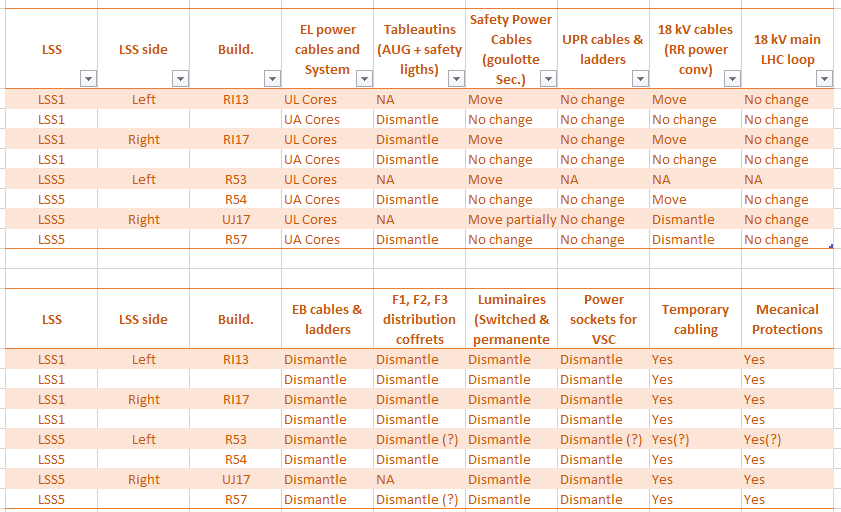 LSS LSS side Build. EL power cables and System Tableautins (AUG + safety ligths) Safety Power Cables (goulotte Sec.) UPR cables & ladders 18 kV cables (RR power conv) 18 kV main LHC loop
LSS1 Left RI13 UL Cores NA Move No change Move No change
LSS1 UA Cores Dismantle No change No change No change No change
LSS1 Right RI17 UL Cores Dismantle Move No change Move No change
LSS1 UA Cores Dismantle No change No change No change No change
LSS5 Left R53 UL Cores NA Move NA NA NA
LSS5 R54 UA Cores Dismantle No change No change Move No change
LSS5 Right UJ17 UL Cores NA Move partially No change Dismantle No change
LSS5 R57 UA Cores Dismantle No change No change Dismantle No change
LSS LSS side Build. EB cables & ladders F1, F2, F3 distribution coffrets Luminaires (Switched & permanente Power sockets for VSC Temporary cabling Mecanical Protections
LSS1 Left RI13 Dismantle Dismantle Dismantle Dismantle Yes Yes
LSS1 Dismantle Dismantle Dismantle Dismantle Yes Yes
LSS1 Right RI17 Dismantle Dismantle Dismantle Dismantle Yes Yes
LSS1 Dismantle Dismantle Dismantle Dismantle Yes Yes
LSS5 Left R53 Dismantle Dismantle (?) Dismantle Dismantle (?) Yes(?) Yes(?)
LSS5 R54 Dismantle Dismantle Dismantle Dismantle Yes Yes
LSS5 Right UJ17 Dismantle NA Dismantle Dismantle Yes Yes
LSS5 R57 Dismantle Dismantle (?) Dismantle Dismantle Yes Yes